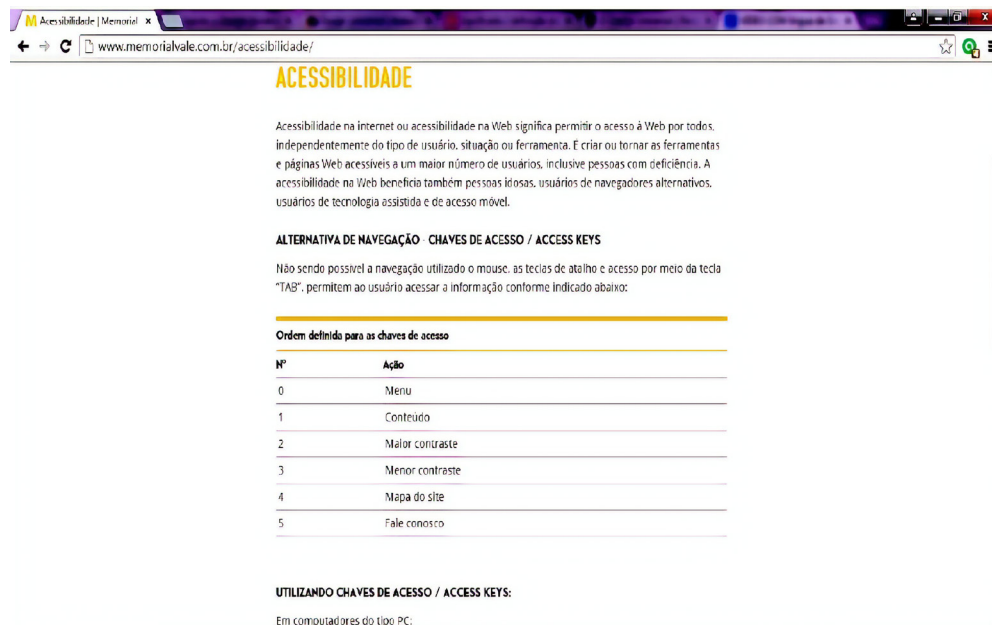 Acessibilidade | Memorial
www.memorialvale.com.br/acessibilidade/
ACESSIBILIDADE
Acessibilidade na internet ou acessibilidade na Web significa permitir o acesso à Web por todos,
independentemente do tipo de usuário, situação ou ferramenta. É criar ou tornar as ferramentas
e páginas Web acessíveis a um maior número de usuários, inclusive pessoas com deficiência. A
acessibilidade na Web beneficia também pessoas idosas, usuários de navegadores alternativos,
usuários de tecnologia assistida e de acesso móvel.
ALTERNATIVA DE NAVEGAÇÃO - CHAVES DE ACESSO / ACCESS KEYS
Não sendo possível a navegação utilizado o mouse, as teclas de atalho e acesso por meio da tecla
“TAB”, permitem ao usuário acessar a informação conforme indicado abaixo:
Ordem definida para as chaves de acesso
Nº Ação
0 Menu
1 Conteúdo
2 Maior contraste
3 Menor contraste
4 Mapa do site
5 Fale conosco
UTILIZANDO CHAVES DE ACESSO / ACCESS KEYS:
Em computadores do tipo PC: